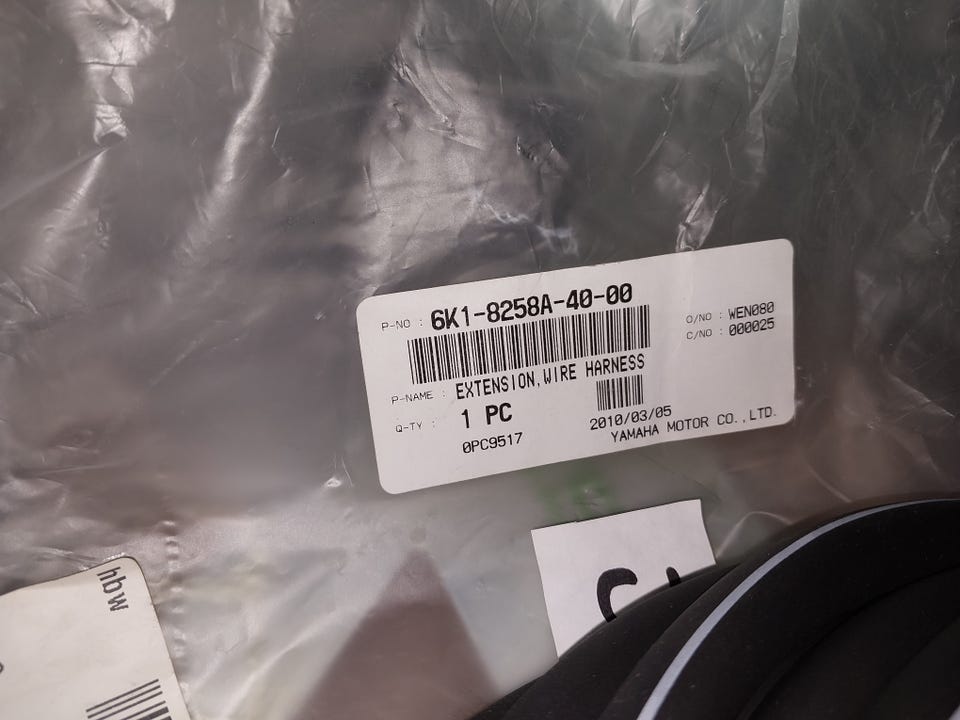 P-NO : 6K1-8258A-40-00
O/NO : WEN080
C/NO : 000025
P-NAME : EXTENSION,WIRE HARNESS
Q-TY : 1 PC
2010/03/05
0PC9517
YAMAHA MOTOR CO.,LTD.